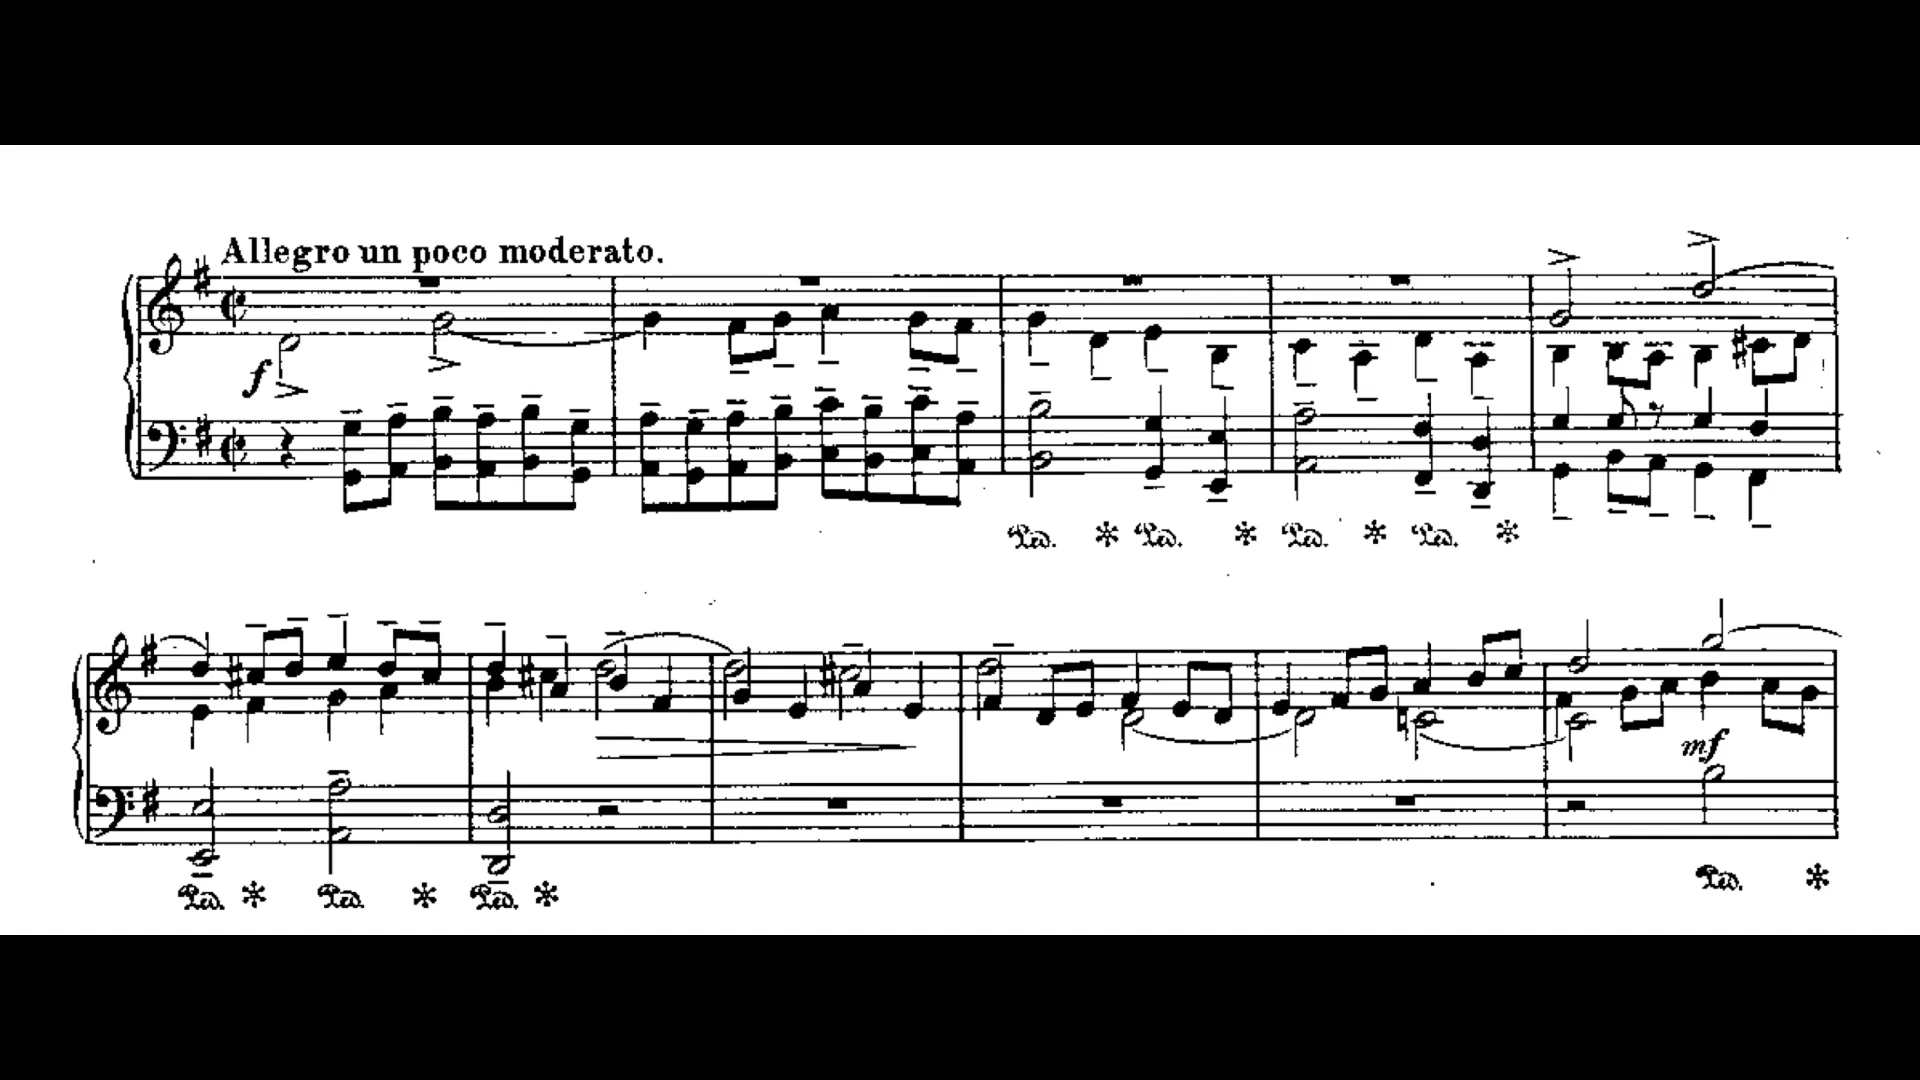 Allegro un poco moderato.
f
Ped. * Ped. * Ped. * Ped. *
mf
Ped. * Ped. * Ped. * Ped. *